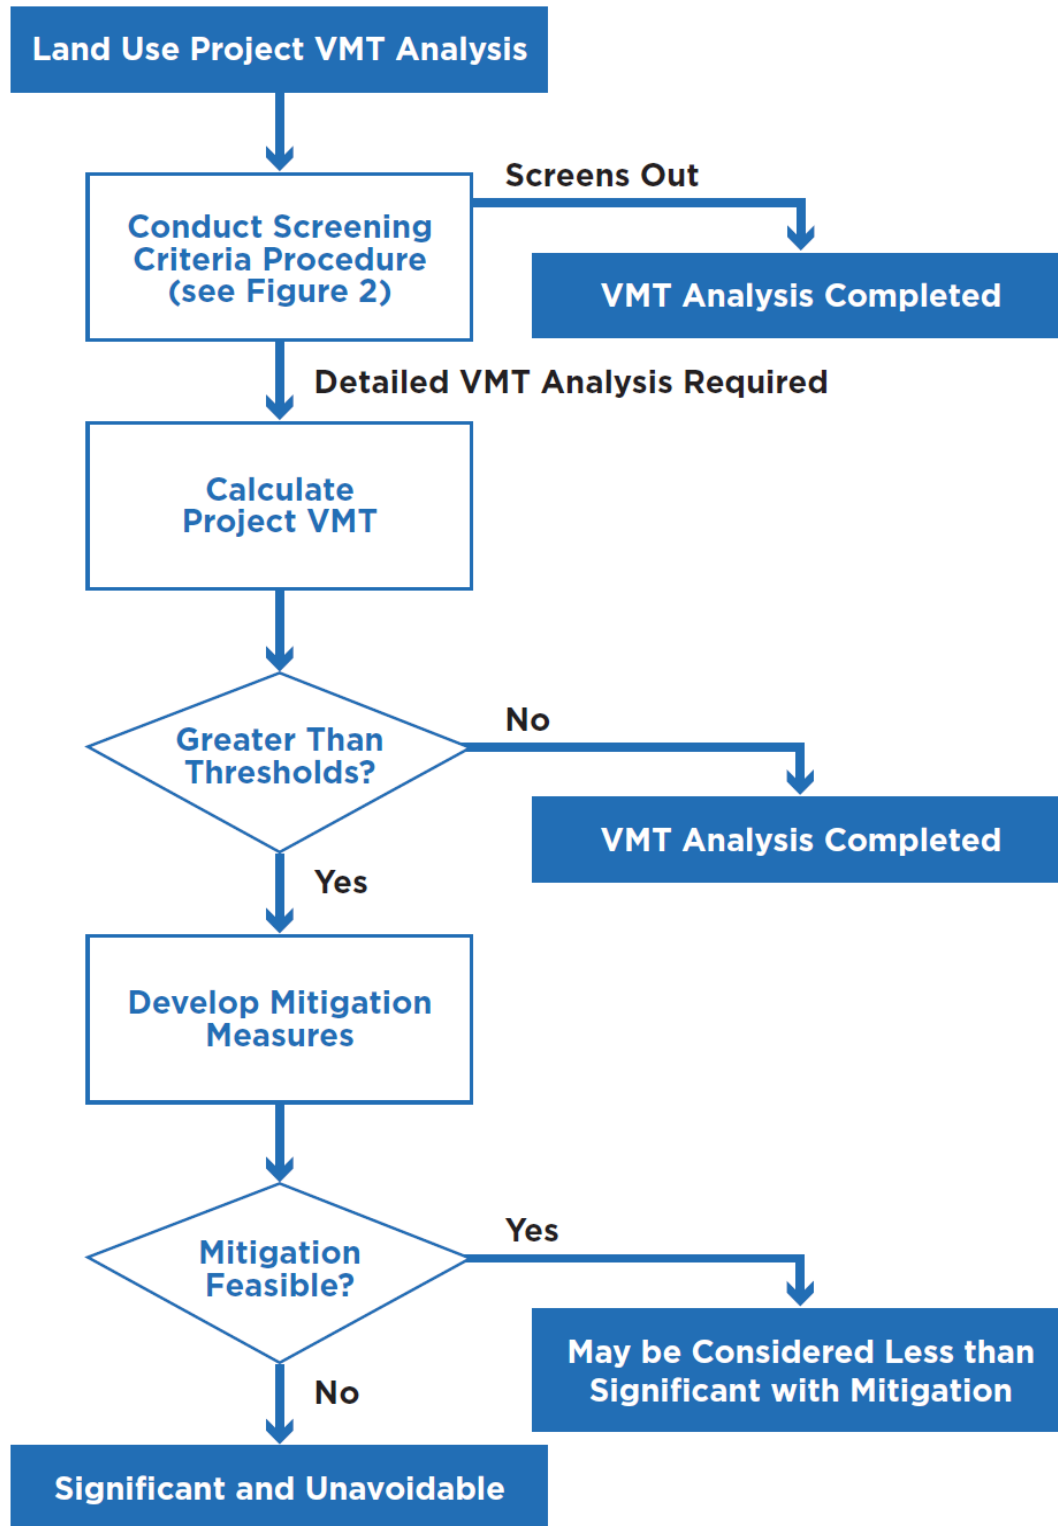 Land Use Project VMT Analysis
Screens Out
Conduct Screening
Criteria Procedure
(see Figure 2)
VMT Analysis Completed
Detailed VMT Analysis Required
Calculate
Project VMT
No
Greater Than
Thresholds?
VMT Analysis Completed
Yes
Develop Mitigation
Measures
Yes
Mitigation
Feasible?
May be Considered Less than
Significant with Mitigation
No
Significant and Unavoidable